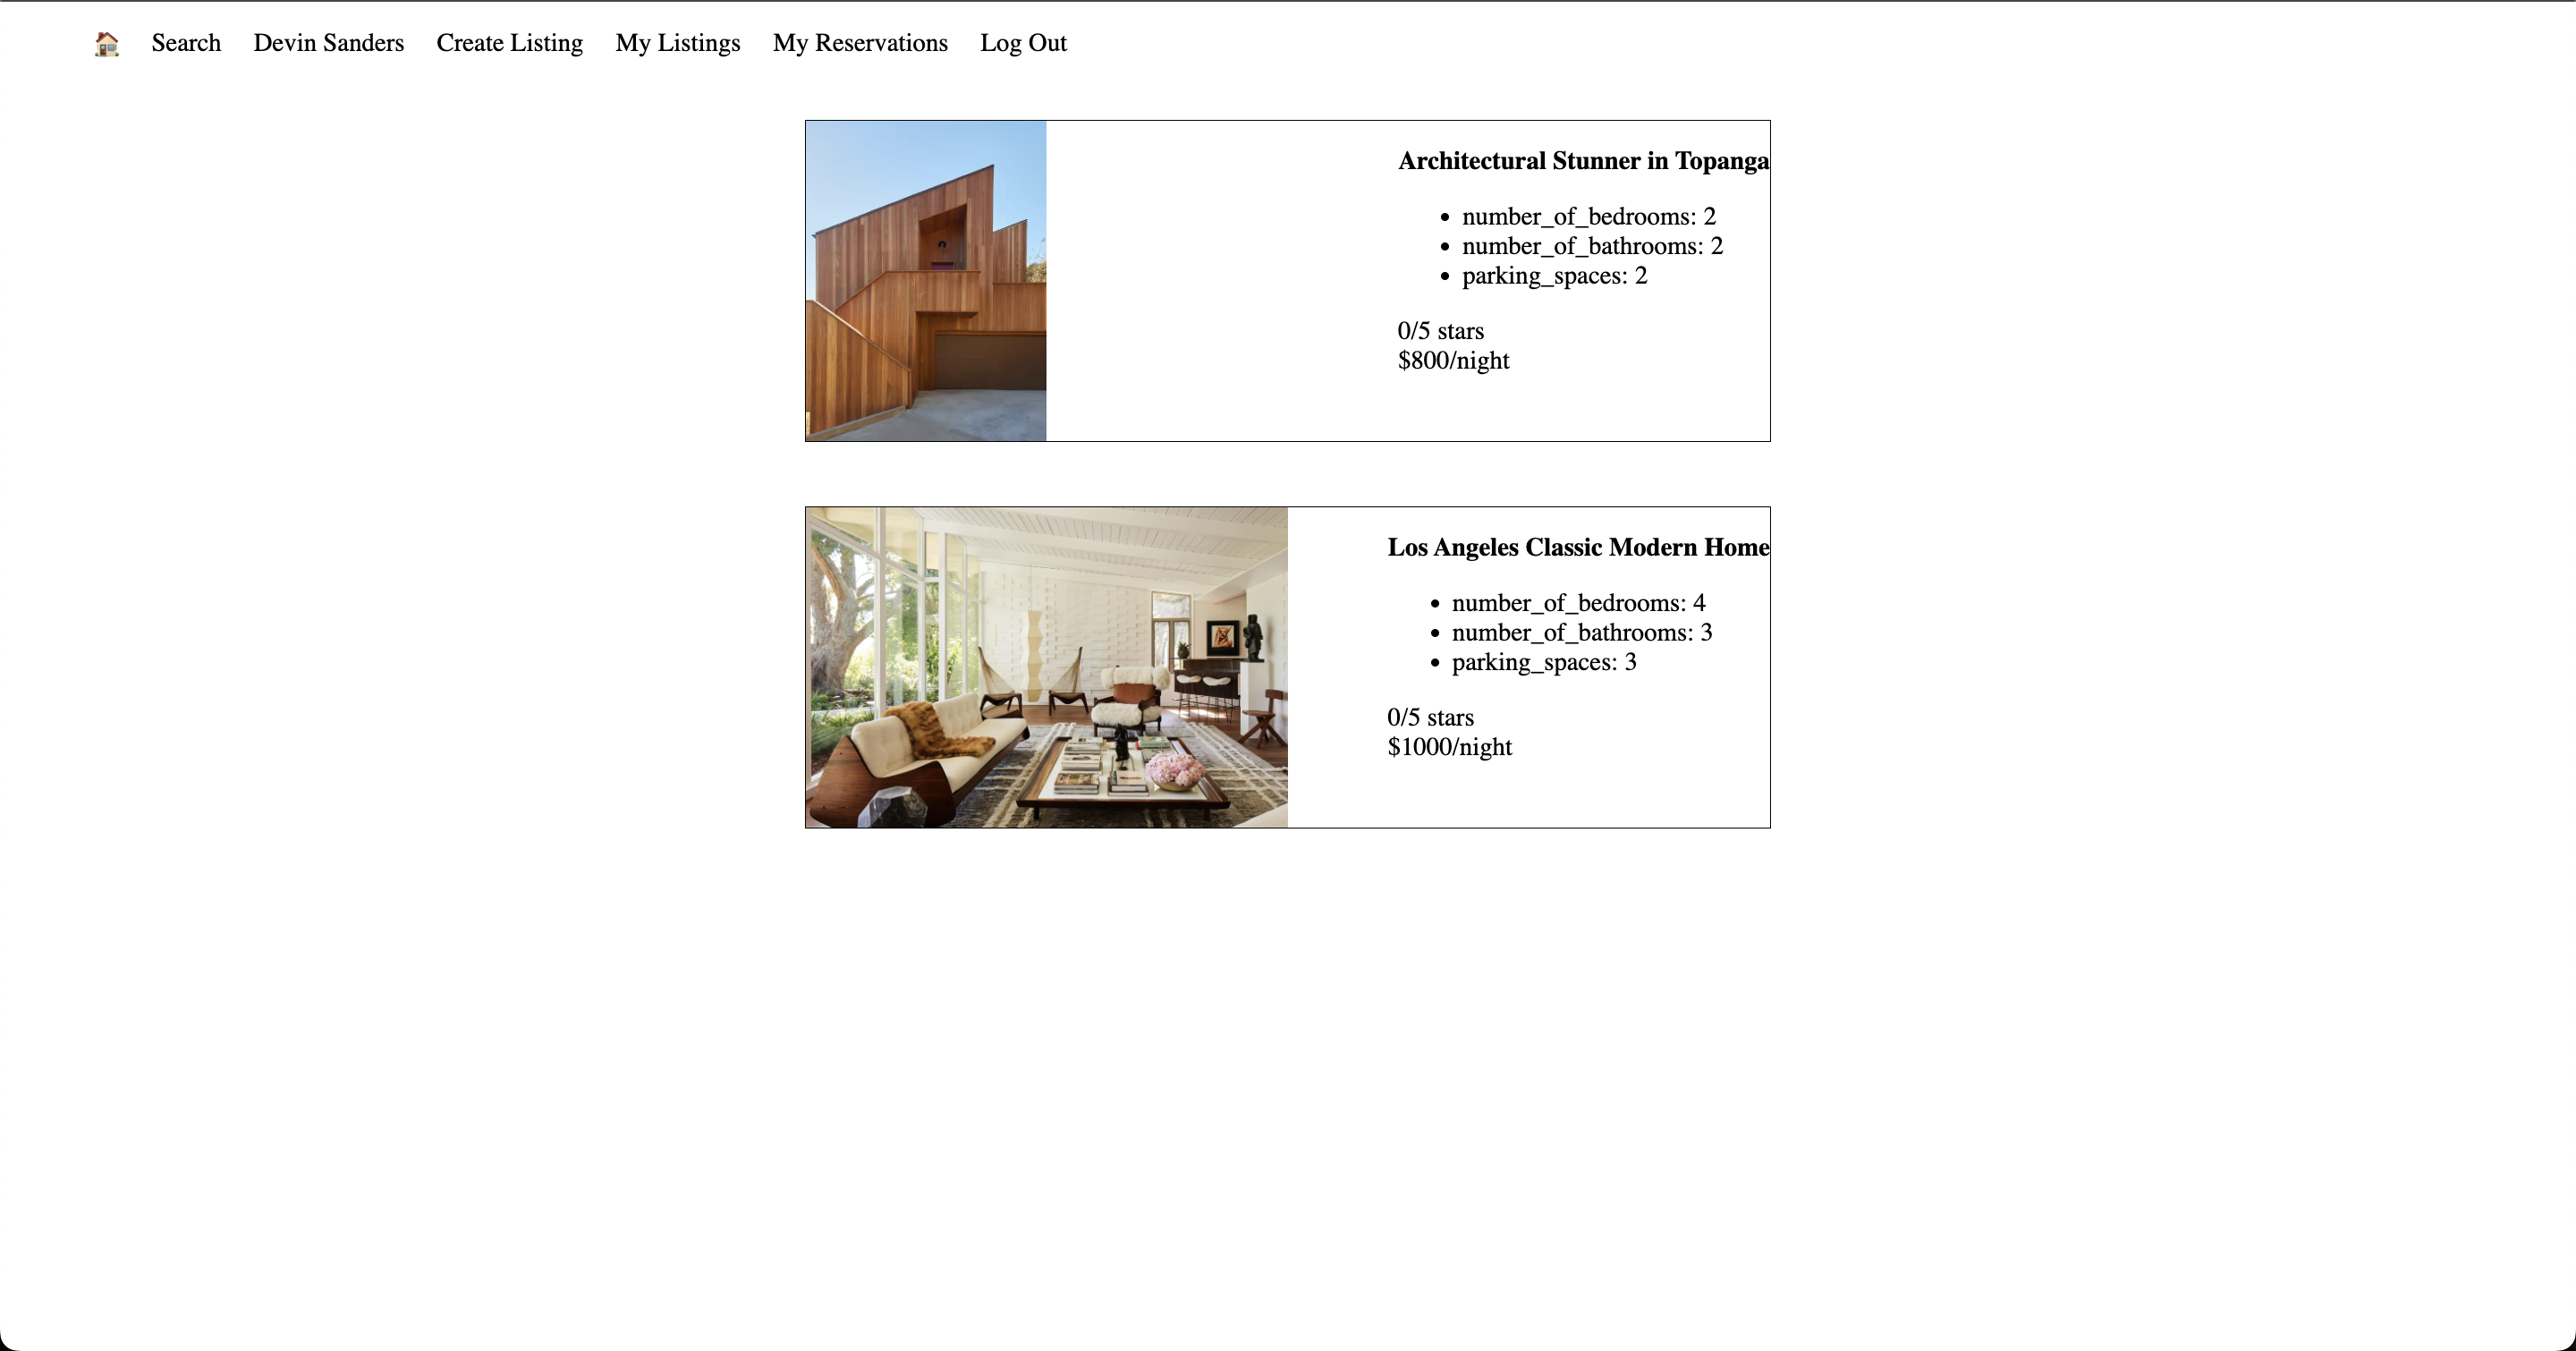 Search Devin Sanders Create Listing My Listings My Reservations Log Out
Architectural Stunner in Topanga
number_of_bedrooms: 2
number_of_bathrooms: 2
parking_spaces: 2
0/5 stars
$800/night
Los Angeles Classic Modern Home
number_of_bedrooms: 4
number_of_bathrooms: 3
parking_spaces: 3
0/5 stars
$1000/night